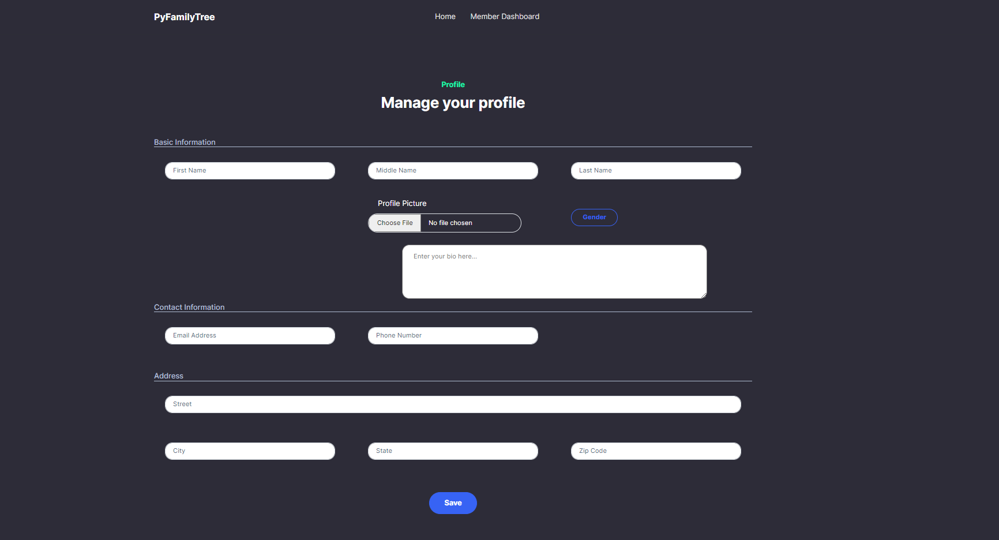 PyFamilyTree
Home Member Dashboard
Profile
Manage your profile
Basic Information
First Name Middle Name Last Name
Profile Picture
Choose File No file chosen Gender
Enter your bio here...
Contact Information
Email Address Phone Number
Address
Street
City State Zip Code
Save